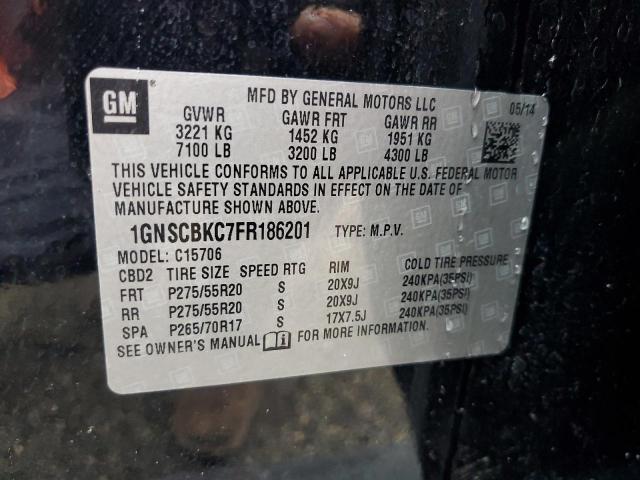 GM
MFD BY GENERAL MOTORS LLC
05/14
GVWR GAWR FRT GAWR RR
3221 KG 1452 KG 1951 KG
7100 LB 3200 LB 4300 LB
THIS VEHICLE CONFORMS TO ALL APPLICABLE U.S. FEDERAL MOTOR
VEHICLE SAFETY STANDARDS IN EFFECT ON THE DATE OF
MANUFACTURE SHOWN ABOVE.
1GNSCBKC7FR186201 TYPE: M.P.V.
MODEL: C15706
CBD2 TIRE SIZE SPEED RTG RIM COLD TIRE PRESSURE
FRT P275/55R20 S 20X9J 240KPA(35PSI)
RR P275/55R20 S 20X9J 240KPA(35PSI)
SPA P265/70R17 S 17X7.5J 240KPA(35PSI)
SEE OWNER'S MANUAL FOR MORE INFORMATION.